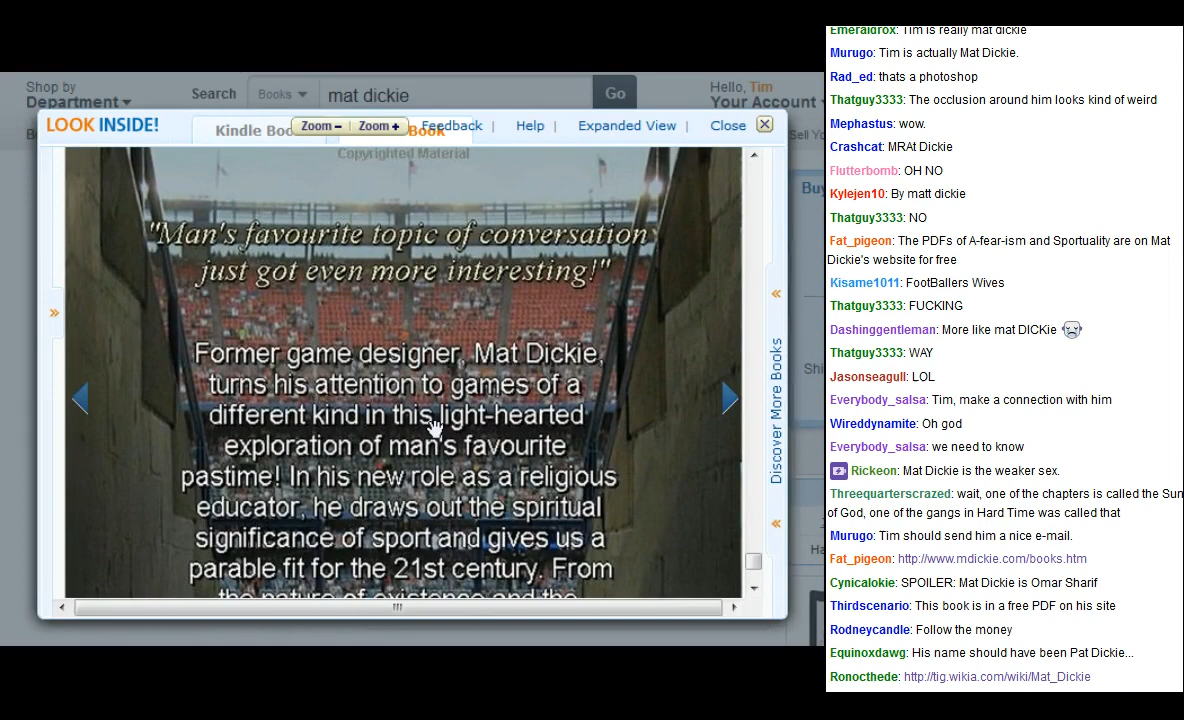 Shop by
Department
Search
Books
mat dickie
Go
Hello, Tim
Your Account
LOOK INSIDE!
Kindle Boo
Zoom −
Zoom +
Book
Feedback |
Help |
Expanded View |
Close
Copyrighted Material
Sell Yo
Buy
"Man's favourite topic of conversation
just got even more interesting!"
Former game designer, Mat Dickie,
turns his attention to games of a
different kind in this light-hearted
exploration of man's favourite
pastime! In his new role as a religious
educator, he draws out the spiritual
significance of sport and gives us a
parable fit for the 21st century. From
the nature of existence and the
Discover More Books
Shi
Ha
Emeraldrox: Tim is really mat dickie
Murugo: Tim is actually Mat Dickie.
Rad_ed: thats a photoshop
Thatguy3333: The occlusion around him looks kind of weird
Mephastus: wow.
Crashcat: MRAt Dickie
Flutterbomb: OH NO
Kylejen10: By matt dickie
Thatguy3333: NO
Fat_pigeon: The PDFs of A-fear-ism and Sportuality are on Mat
Dickie's website for free
Kisame1011: FootBallers Wives
Thatguy3333: FUCKING
Dashinggentleman: More like mat DICKie
Thatguy3333: WAY
Jasonseagull: LOL
Everybody_salsa: Tim, make a connection with him
Wireddynamite: Oh god
Everybody_salsa: we need to know
Rickeon: Mat Dickie is the weaker sex.
Threequarterscrazed: wait, one of the chapters is called the Sun
of God, one of the gangs in Hard Time was called that
Murugo: Tim should send him a nice e-mail.
Fat_pigeon: http://www.mdickie.com/books.htm
Cynicalokie: SPOILER: Mat Dickie is Omar Sharif
Thirdscenario: This book is in a free PDF on his site
Rodneycandle: Follow the money
Equinoxdawg: His name should have been Pat Dickie...
Ronocthede: http://tig.wikia.com/wiki/Mat_Dickie